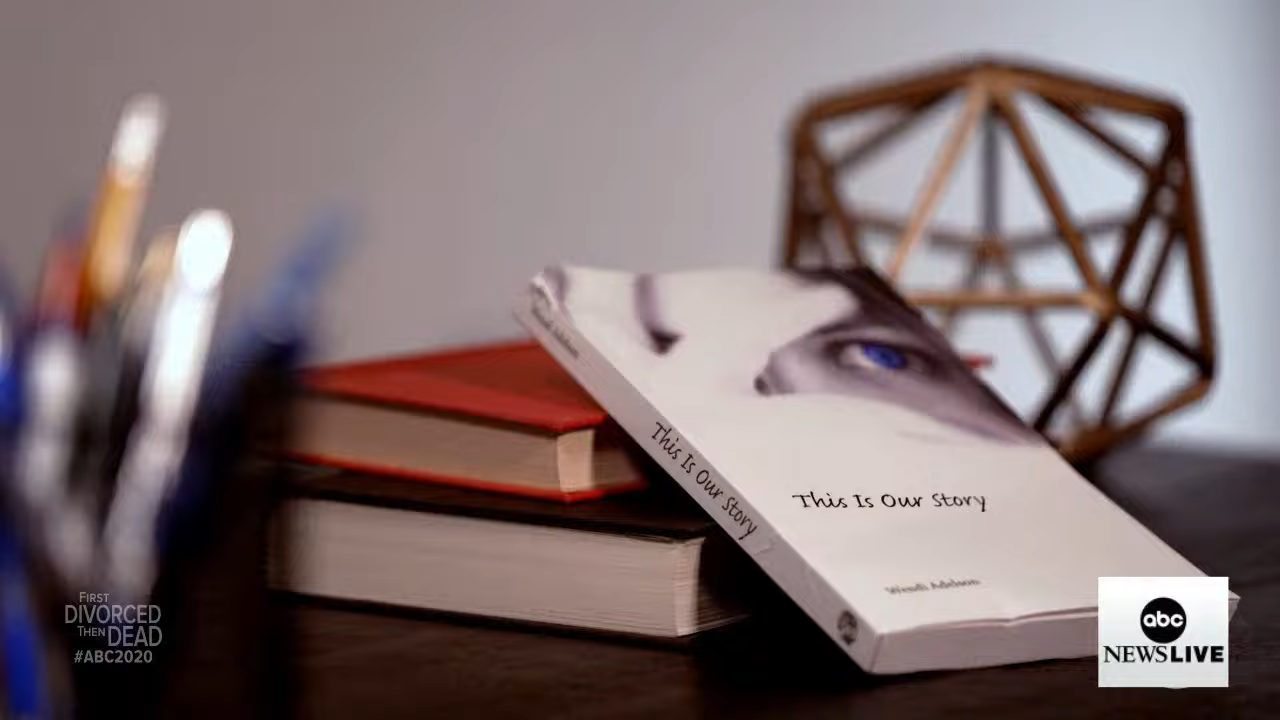 This Is Our Story
This Is Our Story
Wendi Adelson
FIRST
DIVORCED
THEN DEAD
#ABC2020
abc
NEWSLIVE